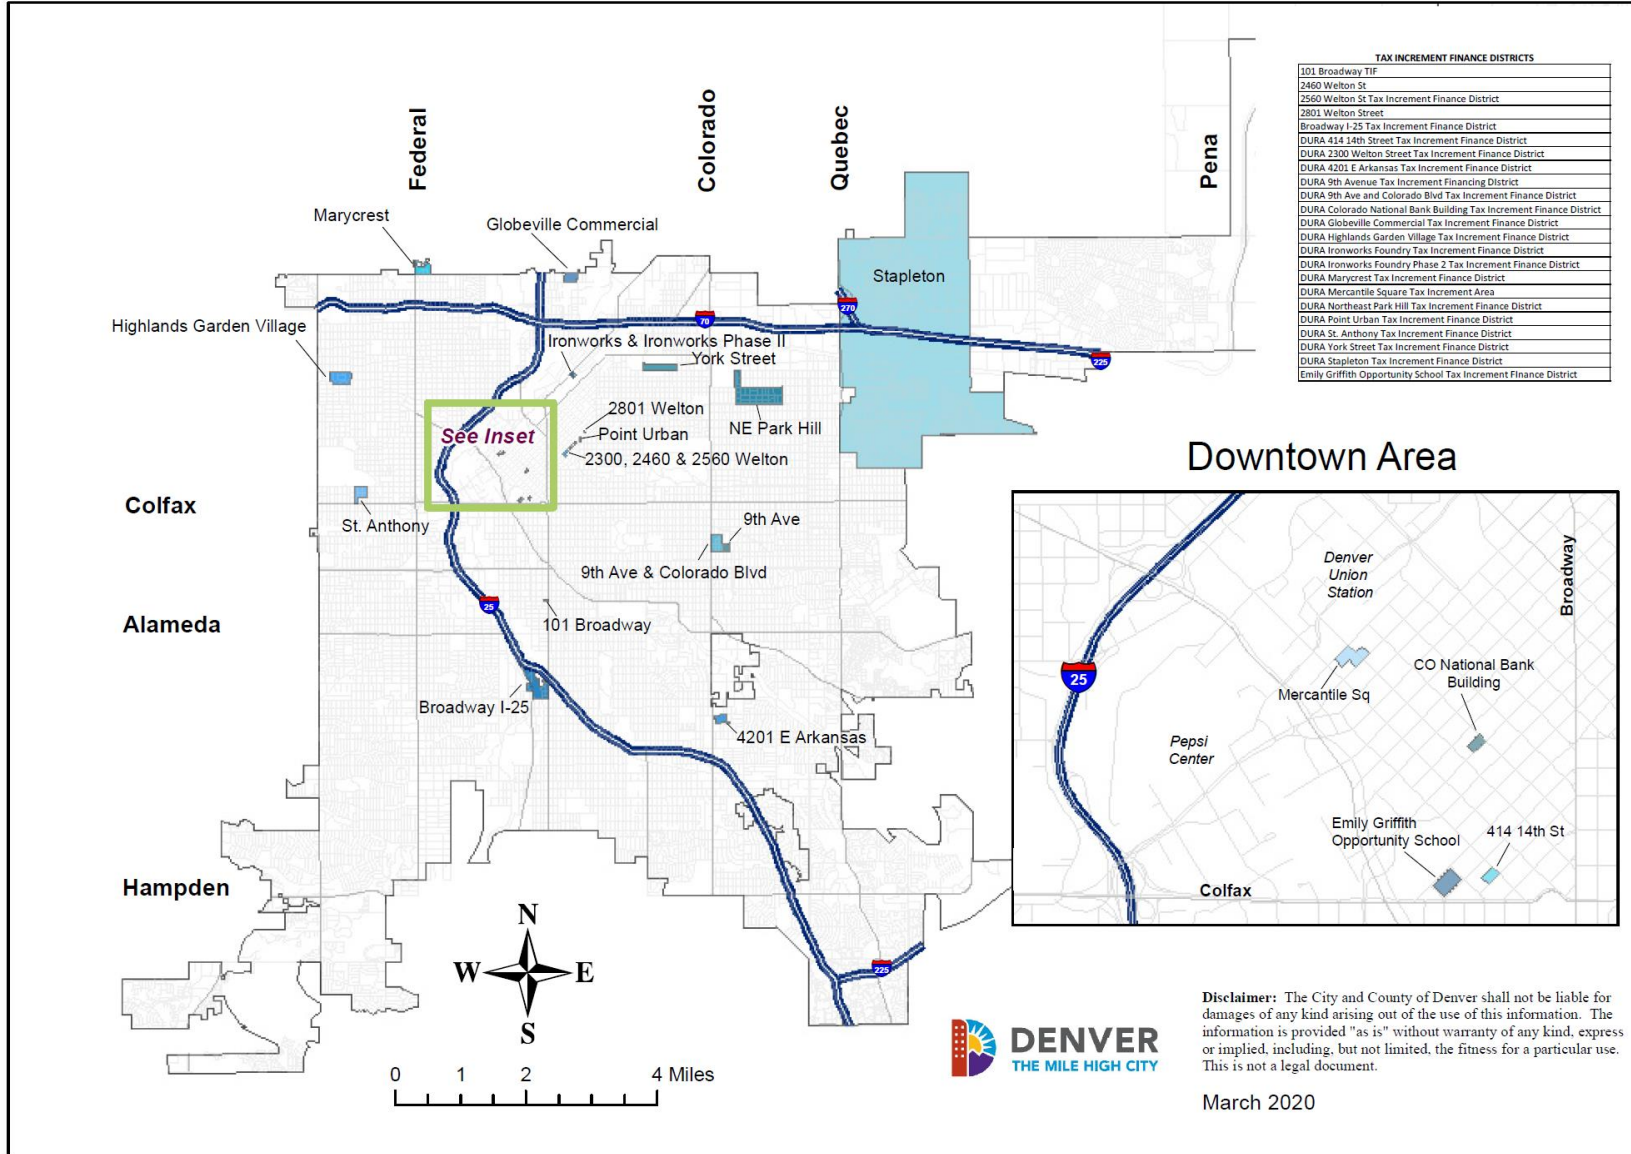 TAX INCREMENT FINANCE DISTRICTS
101 Broadway TIF
2460 Welton St
2560 Welton St Tax Increment Finance District
2801 Welton Street
Broadway I-25 Tax Increment Finance District
DURA 414 14th Street Tax Increment Finance District
DURA 2300 Welton Street Tax Increment Finance District
DURA 4201 E Arkansas Tax Increment Finance District
DURA 9th Avenue Tax Increment Financing District
DURA 9th Ave and Colorado Blvd Tax Increment Finance District
DURA Colorado National Bank Building Tax Increment Finance District
DURA Globeville Commercial Tax Increment Finance District
DURA Highlands Garden Village Tax Increment Finance District
DURA Ironworks Foundry Tax Increment Finance District
DURA Ironworks Foundry Phase 2 Tax Increment Finance District
DURA Marycrest Tax Increment Finance District
DURA Mercantile Square Tax Increment Area
DURA Northeast Park Hill Tax Increment Finance District
DURA Point Urban Tax Increment Finance District
DURA St. Anthony Tax Increment Finance District
DURA York Street Tax Increment Finance District
DURA Stapleton Tax Increment Finance District
Emily Griffith Opportunity School Tax Increment FInance District
Federal
Colorado
Quebec
Pena
Marycrest
Globeville Commercial
Stapleton
270
70
225
Highlands Garden Village
Ironworks & Ironworks Phase II
York Street
2801 Welton
NE Park Hill
See Inset
Point Urban
2300, 2460 & 2560 Welton
Colfax
St. Anthony
9th Ave
9th Ave & Colorado Blvd
25
Alameda
101 Broadway
Broadway I-25
4201 E Arkansas
Hampden
225
N
W
E
S
0 1 2 4 Miles
Downtown Area
Denver
Union
Station
Broadway
25
Mercantile Sq
CO National Bank
Building
Pepsi
Center
Emily Griffith
Opportunity School
414 14th St
Colfax
DENVER
THE MILE HIGH CITY
Disclaimer: The City and County of Denver shall not be liable for
damages of any kind arising out of the use of this information. The
information is provided "as is" without warranty of any kind, express
or implied, including, but not limited, the fitness for a particular use.
This is not a legal document.
March 2020